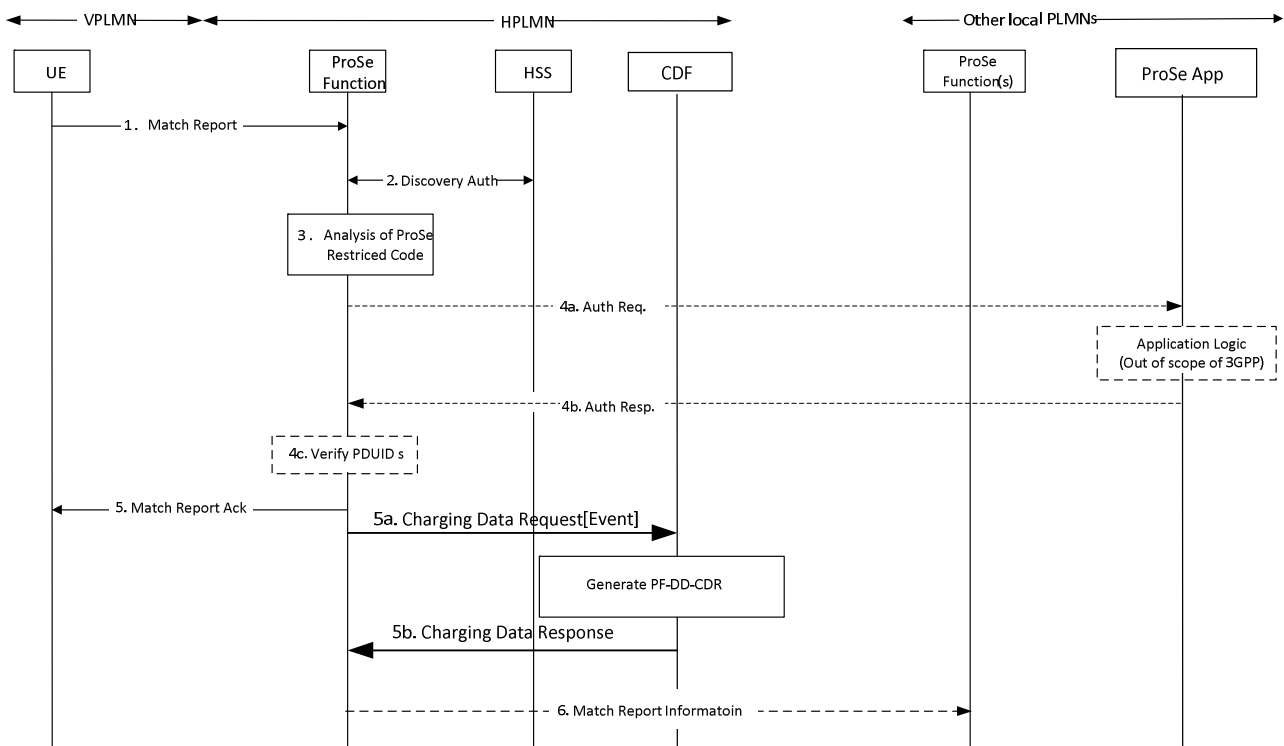 VPLMN
HPLMN
Other local PLMNs
UE
ProSe
Function
HSS
CDF
ProSe
Function(s)
ProSe App
1. Match Report
2. Discovery Auth
3. Analysis of ProSe
Restriced Code
4a. Auth Req.
Application Logic
(Out of scope of 3GPP)
4b. Auth Resp.
4c. Verify PDUID s
5. Match Report Ack
5a. Charging Data Request[Event]
Generate PF-DD-CDR
5b. Charging Data Response
6. Match Report Informatoin